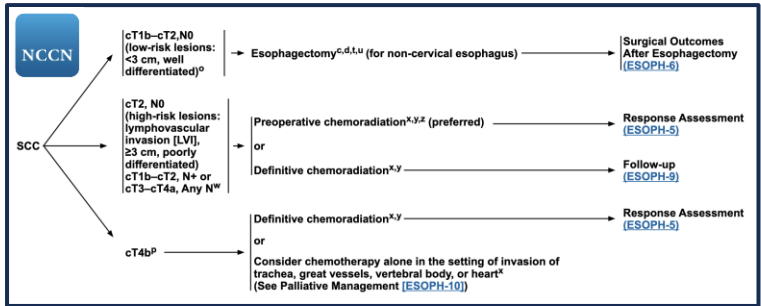 NCCN
SCC
cT1b–cT2,N0
(low-risk lesions:
<3 cm, well
differentiated)o
Esophagectomyc,d,t,u (for non-cervical esophagus)
Surgical Outcomes
After Esophagectomy
(ESOPH-6)
cT2, N0
(high-risk lesions:
lymphovascular
invasion [LVI],
≥3 cm, poorly
differentiated)
cT1b–cT2, N+ or
cT3–cT4a, Any Nw
Preoperative chemoradiationx,y,z (preferred)
or
Definitive chemoradiationx,y
Response Assessment
(ESOPH-5)
Follow-up
(ESOPH-9)
cT4bp
Definitive chemoradiationx,y
or
Consider chemotherapy alone in the setting of invasion of
trachea, great vessels, vertebral body, or heartx
(See Palliative Management [ESOPH-10])
Response Assessment
(ESOPH-5)